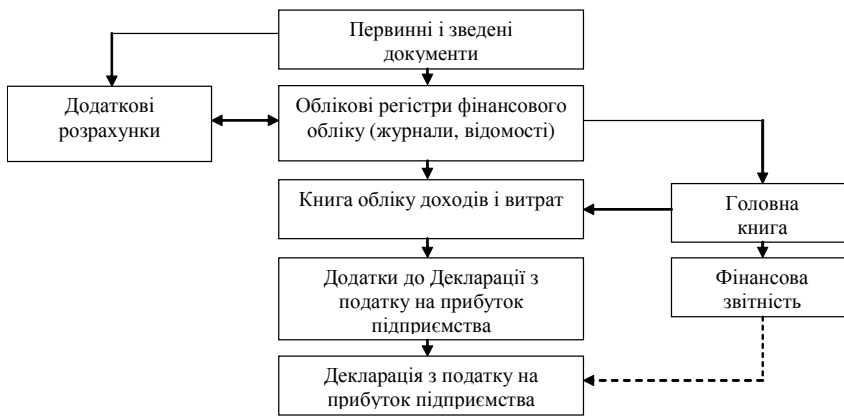 Первинні і зведені
документи
Додаткові
розрахунки
Облікові регістри фінансового
обліку (журнали, відомості)
Книга обліку доходів і витрат
Головна
книга
Додатки до Декларації з
податку на прибуток
підприємства
Фінансова
звітність
Декларація з податку на
прибуток підприємства